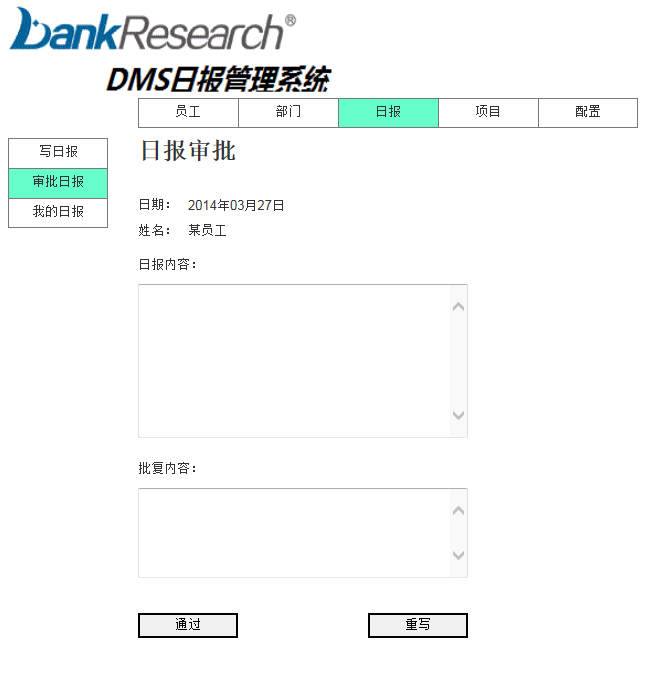 bankResearch®
DMS日报管理系统
员工 部门 日报 项目 配置
写日报
审批日报
我的日报
日报审批
日期： 2014年03月27日
姓名： 某员工
日报内容：
批复内容：
通过 重写